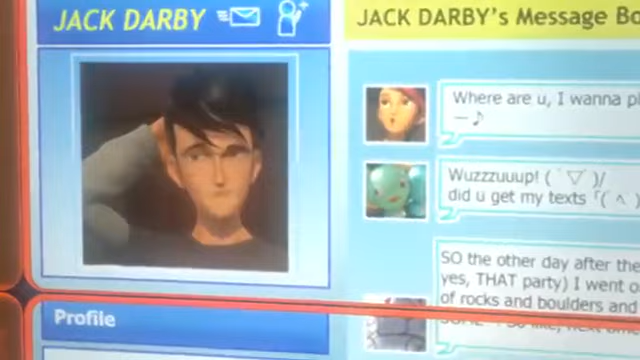 JACK DARBY
JACK DARBY's Message Bo
Where are u, I wanna pl
—♪
Wuzzzuuup! ( ´ ▽ )/
did u get my texts
SO the other day after the
yes, THAT party) I went o
of rocks and boulders and
Profile